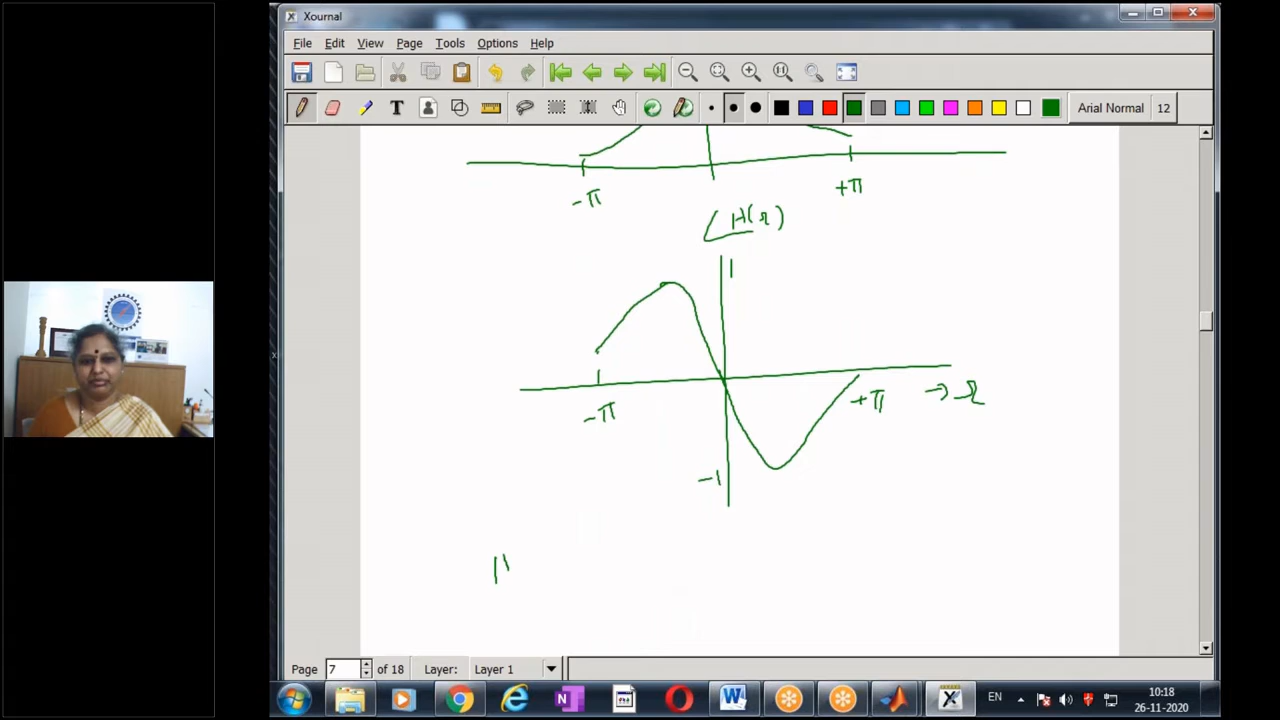 Xournal
File Edit View Page Tools Options Help
Arial Normal 12
-π +π
∠H(Ω)
1
-π +π → Ω
-1
Page 7 of 18 Layer: Layer 1
EN 10:18
26-11-2020